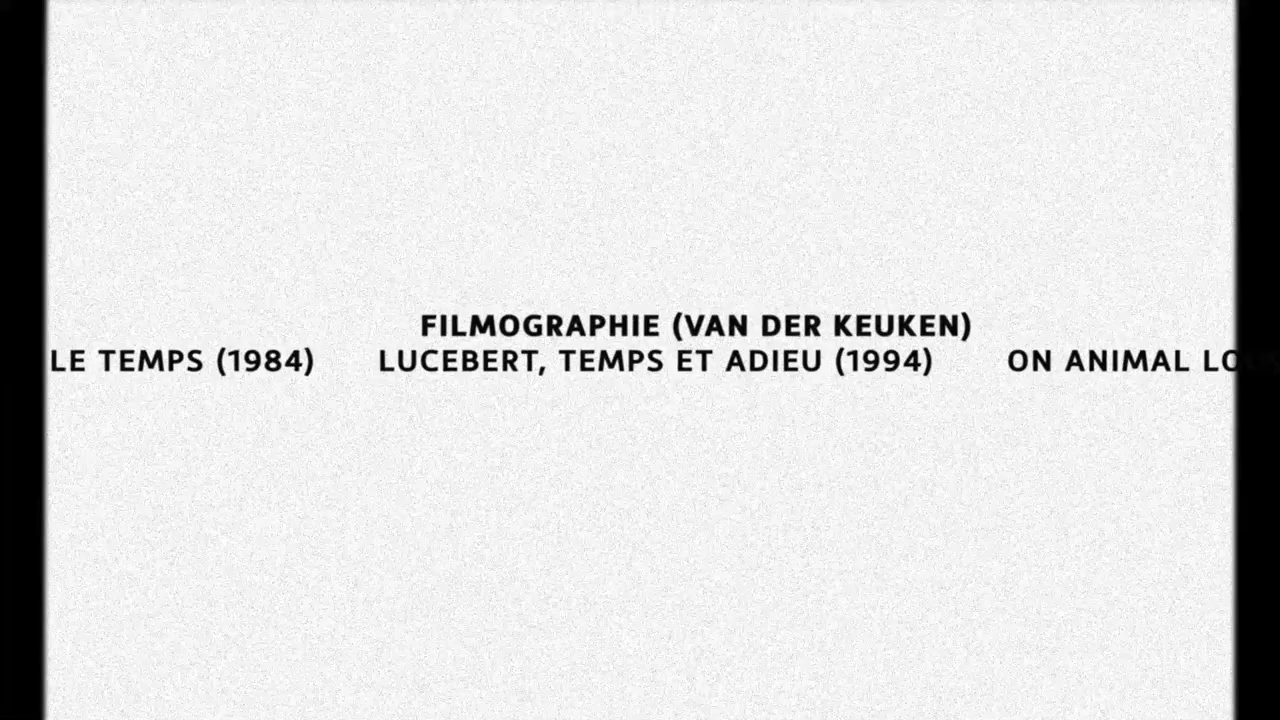 FILMOGRAPHIE (VAN DER KEUKEN)
LE TEMPS (1984) LUCEBERT, TEMPS ET ADIEU (1994) ON ANIMAL